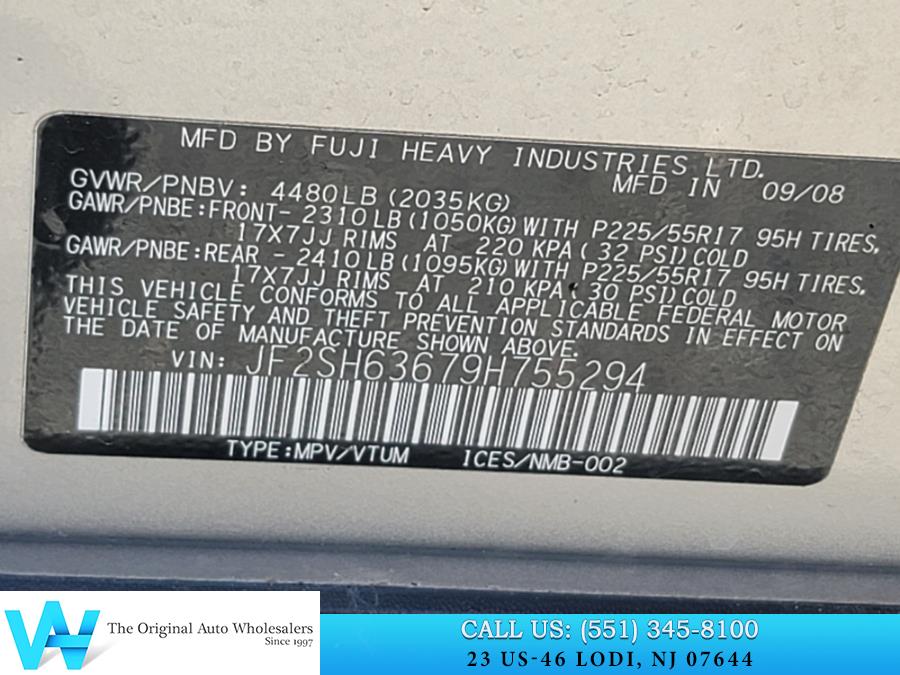 MFD BY FUJI HEAVY INDUSTRIES LTD.
MFD IN 09/08
GVWR/PNBV: 4480LB (2035KG)
GAWR/PNBE:FRONT- 2310LB (1050KG) WITH P225/55R17 95H TIRES,
17X7JJ RIMS AT 220 KPA ( 32 PSI) COLD
GAWR/PNBE:REAR - 2410LB (1095KG) WITH P225/55R17 95H TIRES.
17X7JJ RIMS AT 210 KPA ( 30 PSI) COLD
THIS VEHICLE CONFORMS TO ALL APPLICABLE FEDERAL MOTOR
VEHICLE SAFETY AND THEFT PREVENTION STANDARDS IN EFFECT ON
THE DATE OF MANUFACTURE SHOWN ABOVE.
VIN: JF2SH63679H755294
TYPE:MPV/VTUM ICES/NMB-002
The Original Auto Wholesalers
Since 1997
CALL US: (551) 345-8100
23 US-46 LODI, NJ 07644